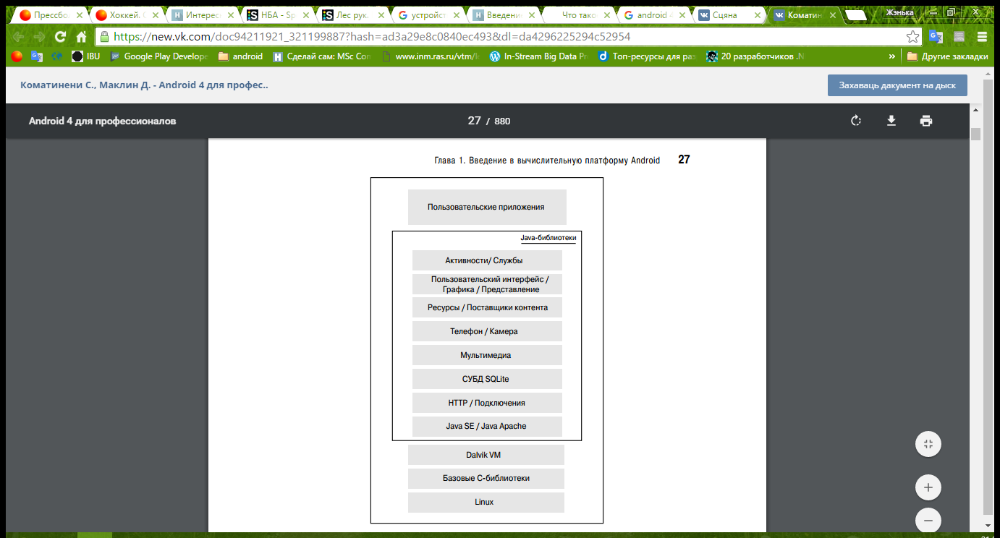 Прессбо
Хоккей. С
Интерес
НБА - Sp
Лес рук.
устройст
Введени
Что тако
android 4
Сцяна
Коматин
Жэнька
https://new.vk.com/doc94211921_321199887?hash=ad3a29e8c0840ec493&dl=da4296225294c52954
IBU
Google Play Develope
android
Сделай сам: MSc Con
www.inm.ras.ru/vtm/l
In-Stream Big Data Pr
Топ-ресурсы для раз
20 разработчиков .N
»
Другие закладки
Коматинени С., Маклин Д. - Android 4 для професс..
Захаваць дакумент на дыск
Android 4 для профессионалов
27 / 880
Глава 1. Введение в вычислительную платформу Android 27
Пользовательские приложения
Java-библиотеки
Активности/ Службы
Пользовательский интерфейс /
Графика / Представление
Ресурсы / Поставщики контента
Телефон / Камера
Мультимедиа
СУБД SQLite
HTTP / Подключения
Java SE / Java Apache
Dalvik VM
Базовые С-библиотеки
Linux